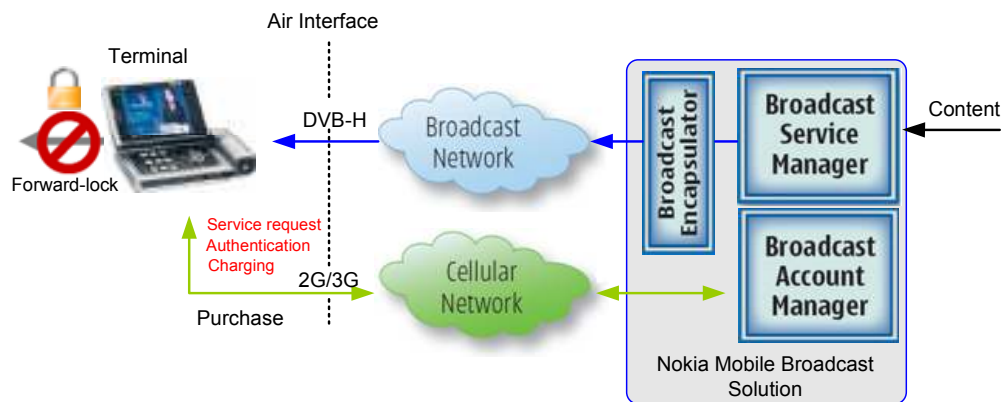 Air Interface
Terminal
DVB-H
Forward-lock
Service request
Authentication
Charging
2G/3G
Purchase
Broadcast
Network
Cellular
Network
Broadcast
Encapsulator
Broadcast
Service
Manager
Content
Broadcast
Account
Manager
Nokia Mobile Broadcast
Solution